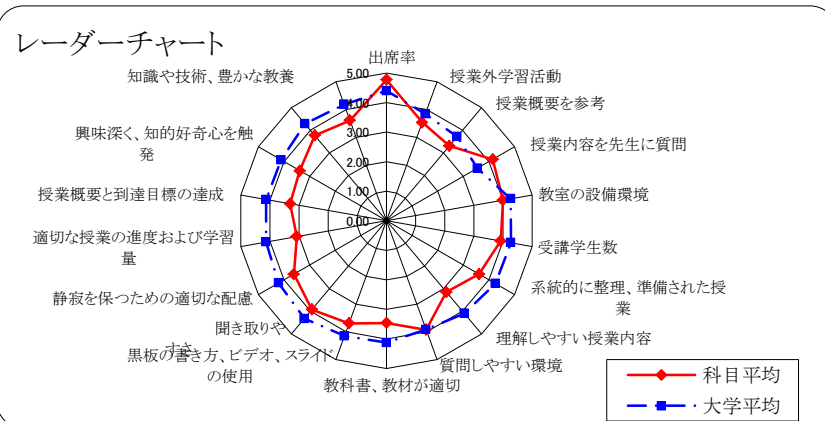 レーダーチャート
出席率
授業外学習活動
授業概要を参考
授業内容を先生に質問
教室の設備環境
受講学生数
系統的に整理、準備された授
業
理解しやすい授業内容
質問しやすい環境
教科書、教材が適切
黒板の書き方、ビデオ、スライド
の使用
聞き取りや
すさ
静寂を保つための適切な配慮
適切な授業の進度および学習
量
授業概要と到達目標の達成
興味深く、知的好奇心を触
発
知識や技術、豊かな教養
5.00
4.00
3.00
2.00
1.00
0.00
科目平均
大学平均